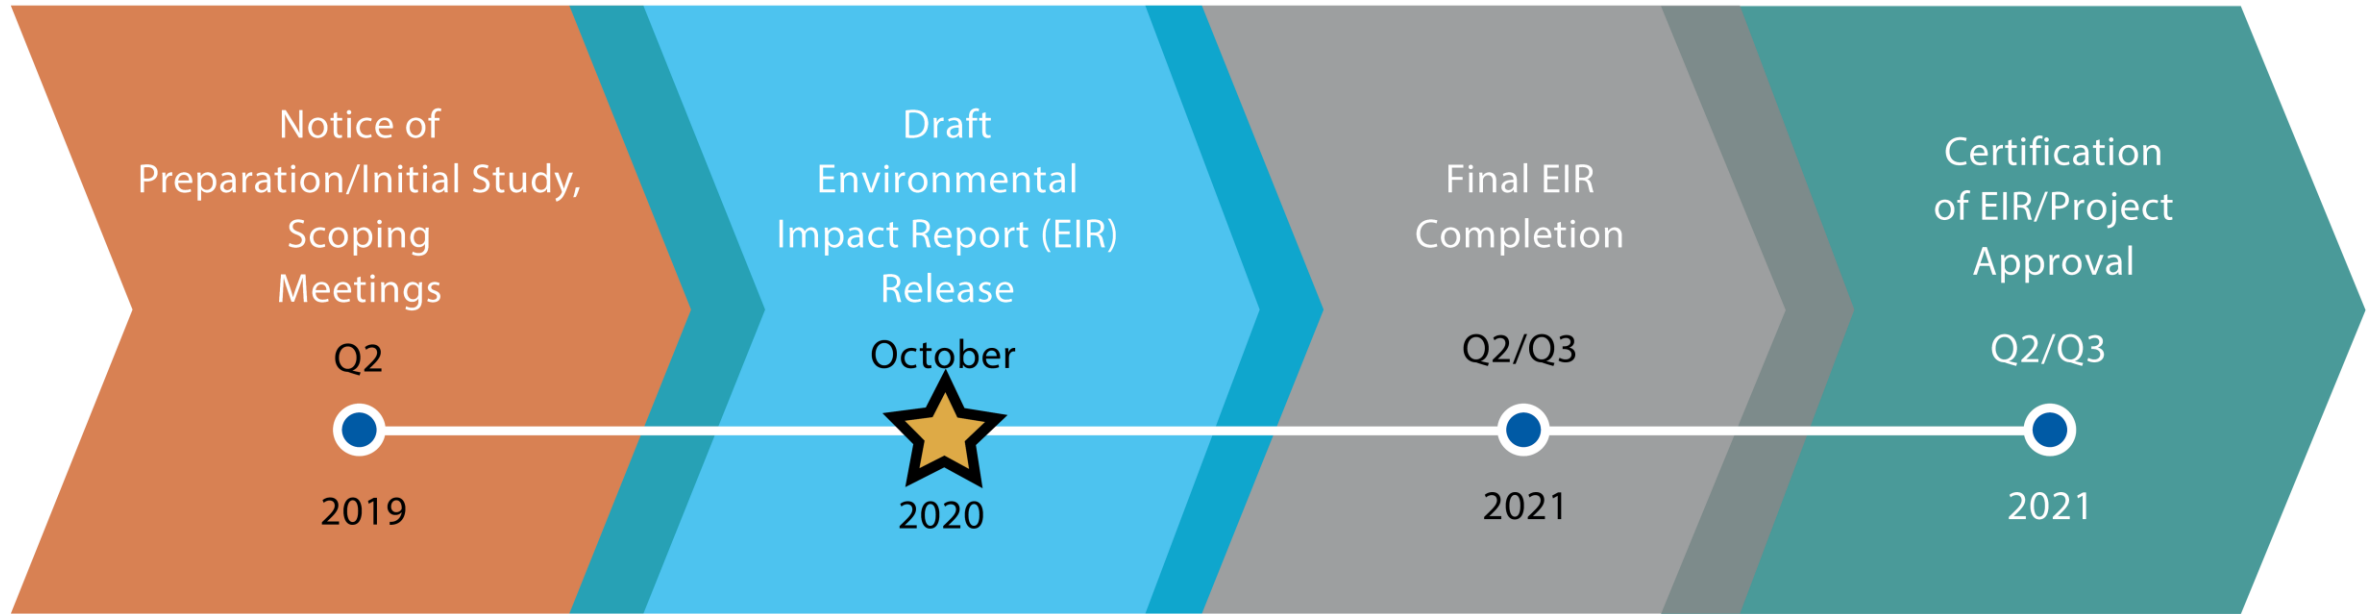 Notice of
Preparation/Initial Study,
Scoping
Meetings
Q2
2019
Draft
Environmental
Impact Report (EIR)
Release
October
2020
Final EIR
Completion
Q2/Q3
2021
Certification
of EIR/Project
Approval
Q2/Q3
2021